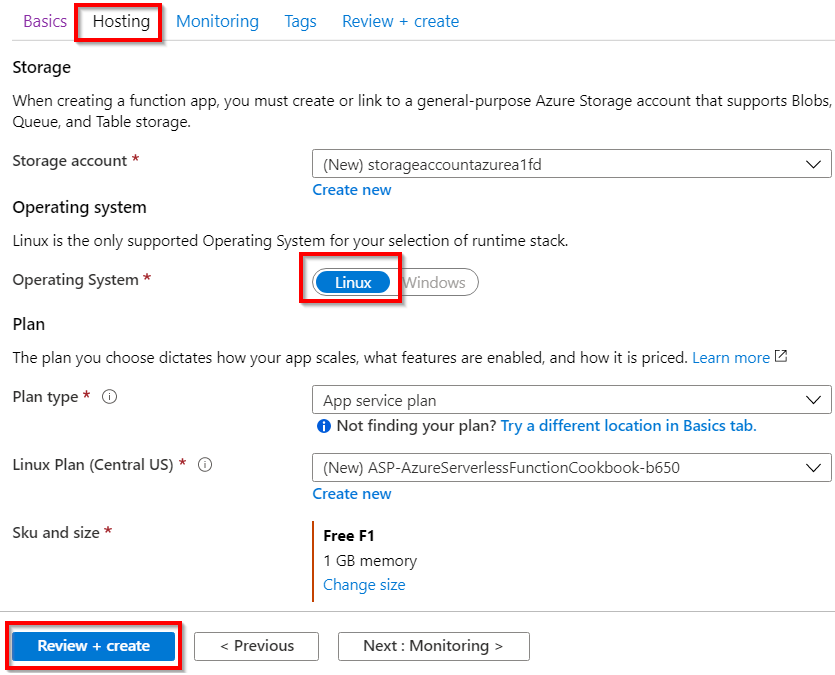 Basics Hosting Monitoring Tags Review + create
Storage
When creating a function app, you must create or link to a general-purpose Azure Storage account that supports Blobs,
Queue, and Table storage.
Storage account * (New) storageaccountazurea1fd
Create new
Operating system
Linux is the only supported Operating System for your selection of runtime stack.
Operating System * Linux Windows
Plan
The plan you choose dictates how your app scales, what features are enabled, and how it is priced. Learn more
Plan type * App service plan
Not finding your plan? Try a different location in Basics tab.
Linux Plan (Central US) * (New) ASP-AzureServerlessFunctionCookbook-b650
Create new
Sku and size * Free F1
1 GB memory
Change size
Review + create < Previous Next : Monitoring >